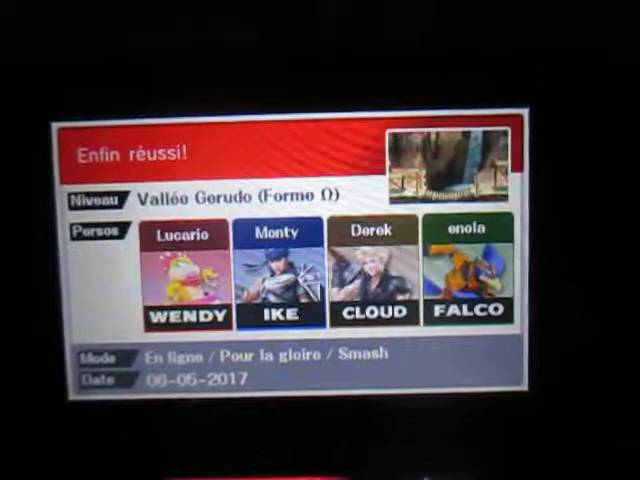 Enfin réussi!
Niveau Vallée Gerudo (Forme Ω)
Persos Lucario Monty Derek enola
WENDY IKE CLOUD FALCO
Mode En ligne / Pour la gloire / Smash
Date 06-05-2017